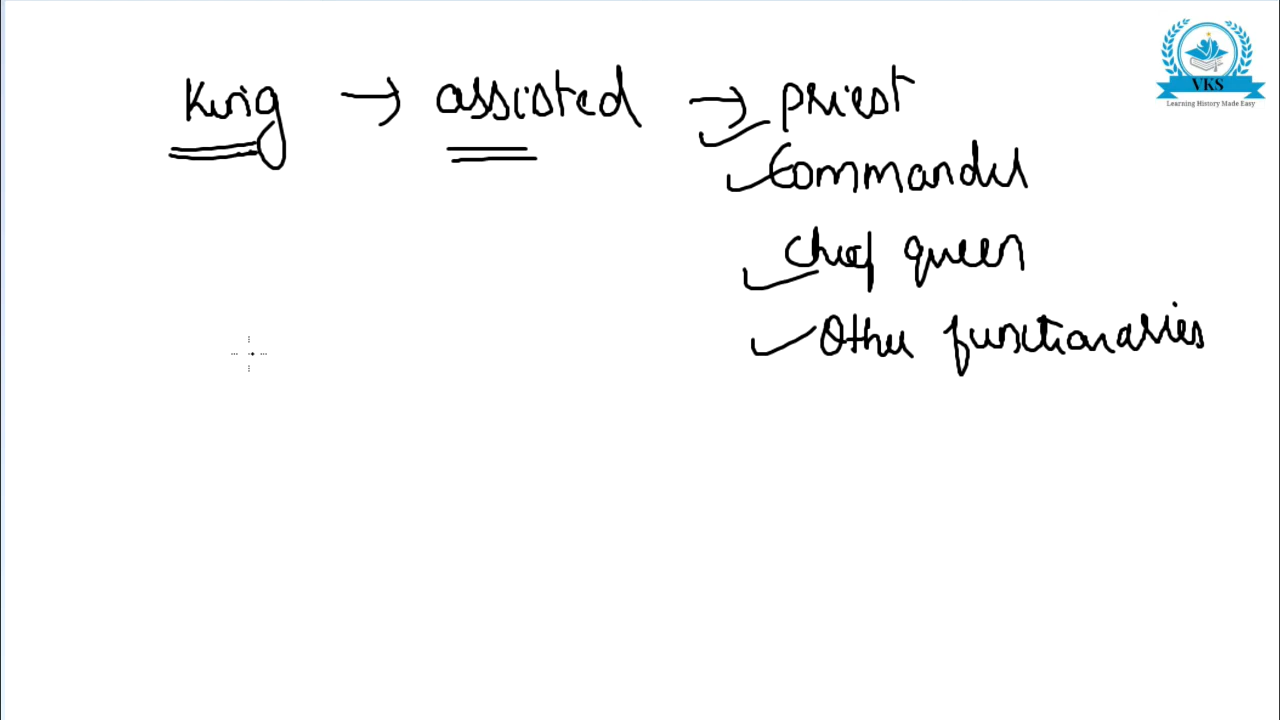 King → assisted → priest
Commander
Chief queen
Other functionaries
VKS
Learning History Made Easy